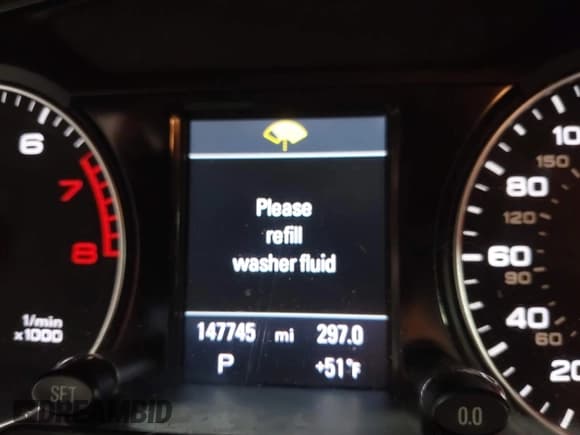 6
7
8
1/min
x1000
Please
refill
washer fluid
147745 mi 297.0
P +51°F
SET
0.0
80
150
120
60
90
40
60
20
DREAMBID